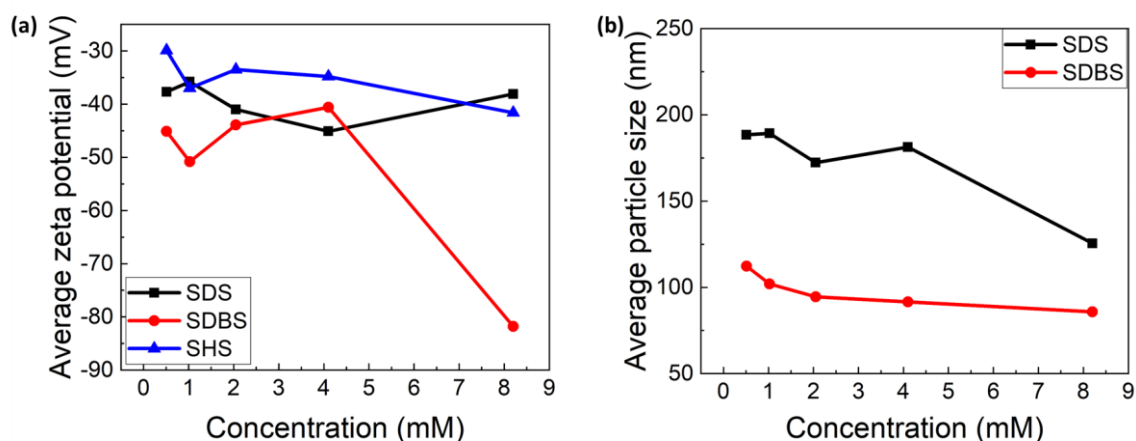 (a)
Average zeta potential (mV)
-30
-40
-50
-60
-70
-80
-90
SDS
SDBS
SHS
0 1 2 3 4 5 6 7 8 9
Concentration (mM)
(b)
Average particle size (nm)
250
200
150
100
50
SDS
SDBS
0 1 2 3 4 5 6 7 8 9
Concentration (mM)